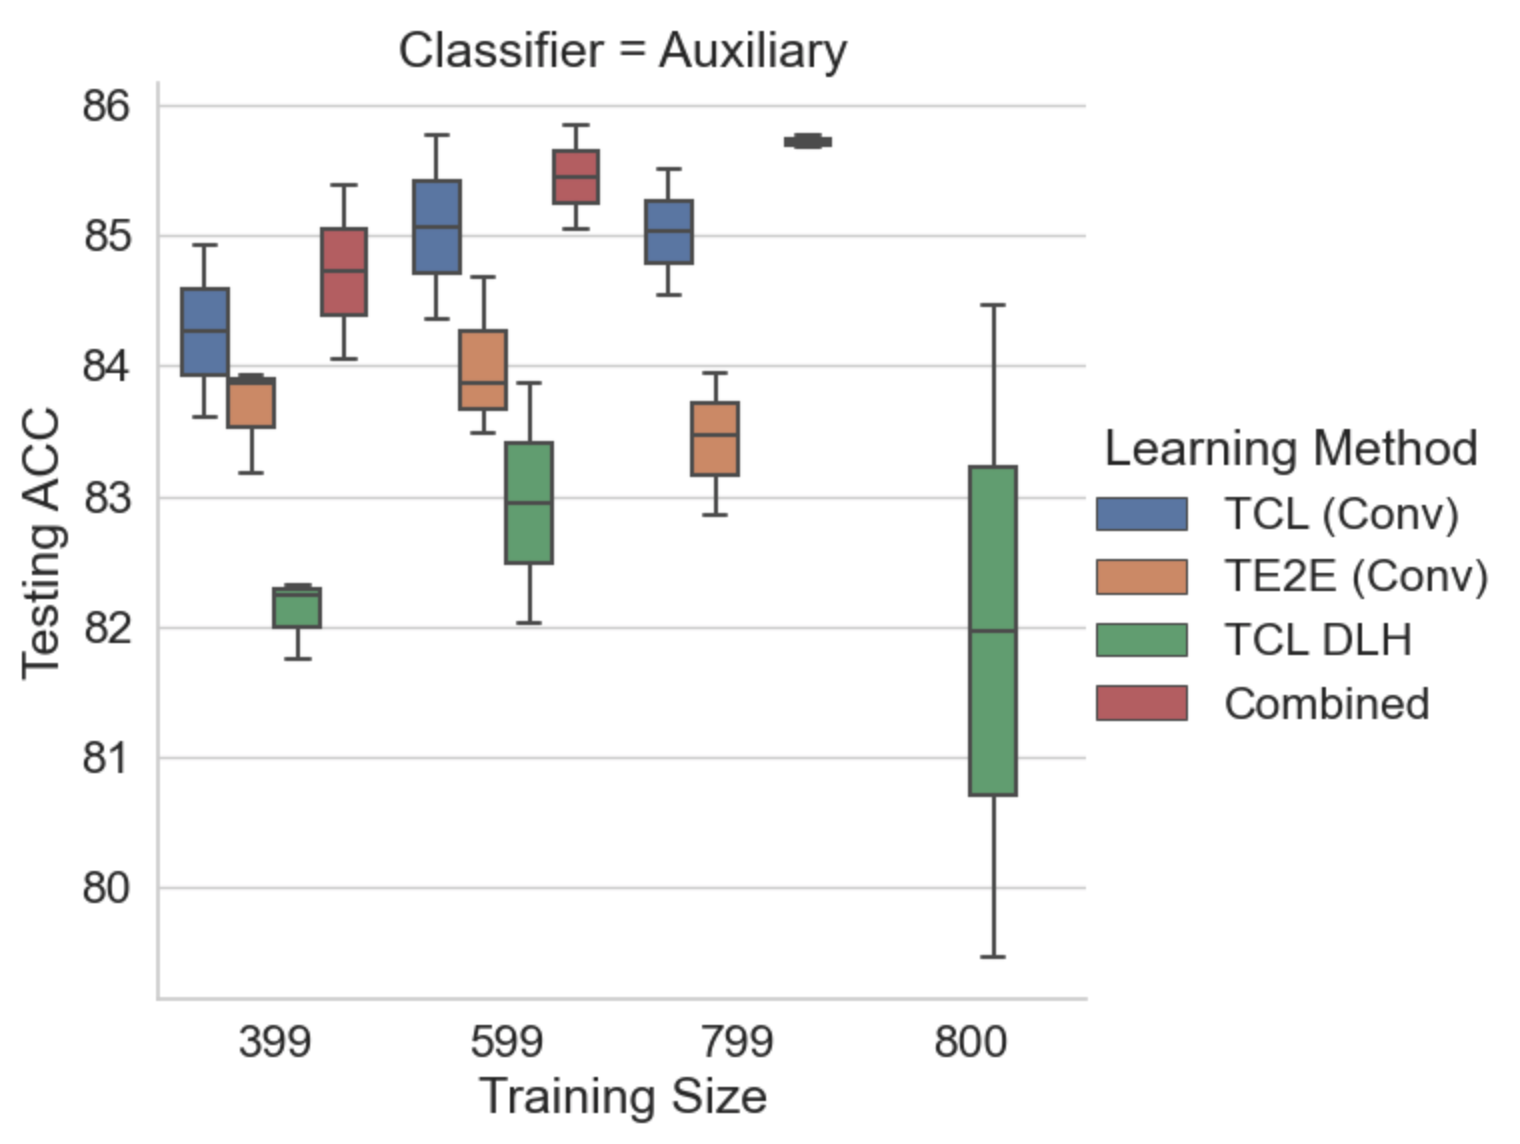 Classifier = Auxiliary
Testing ACC
86
85
84
83
82
81
80
399 599 799 800
Training Size
Learning Method
TCL (Conv)
TE2E (Conv)
TCL DLH
Combined